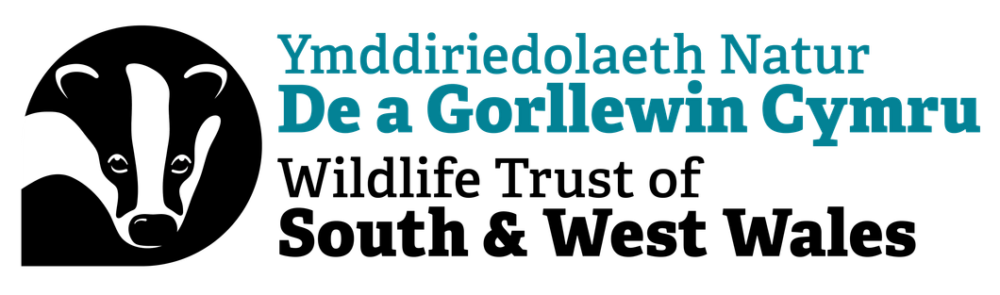 Ymddiriedolaeth Natur
De a Gorllewin Cymru
Wildlife Trust of
South & West Wales